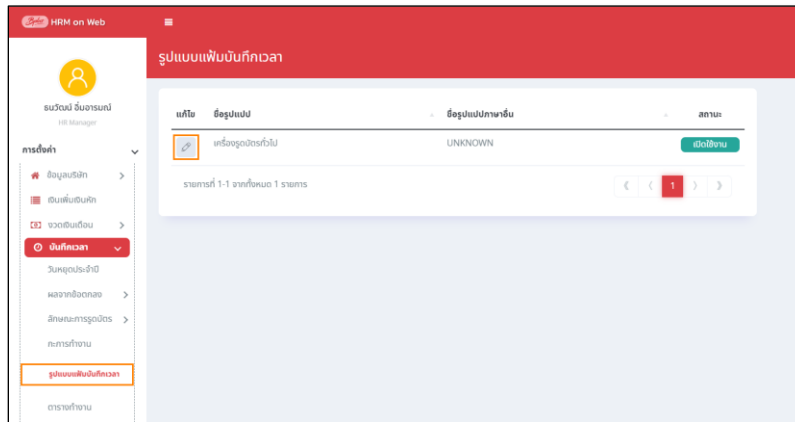 HRM on Web
รูปแบบแฟ้มบันทึกเวลา
ธนวัฒน์ อิ่มอารมณ์
HR Manager
การตั้งค่า
ข้อมูลบริษัท
เงินเพิ่มเงินหัก
งวดเงินเดือน
บันทึกเวลา
วันหยุดประจำปี
ผลจากข้อตกลง
ลักษณะการรูดบัตร
กะการทำงาน
รูปแบบแฟ้มบันทึกเวลา
ตารางทำงาน
แก้ไข ชื่อรูปแบบ ชื่อรูปแบบภาษาอื่น สถานะ
เครื่องรูดบัตรทั่วไป UNKNOWN เปิดใช้งาน
รายการที่ 1-1 จากทั้งหมด 1 รายการ
1